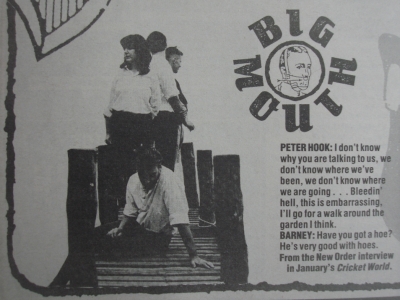 BIG
MOUTH
PETER HOOK: I don't know
why you are talking to us, we
don't know where we've
been, we don't know where
we are going . . . Bleedin'
hell, this is embarrassing,
I'll go for a walk around the
garden I think.
BARNEY: Have you got a hoe?
He's very good with hoes.
From the New Order interview
in January's Cricket World.